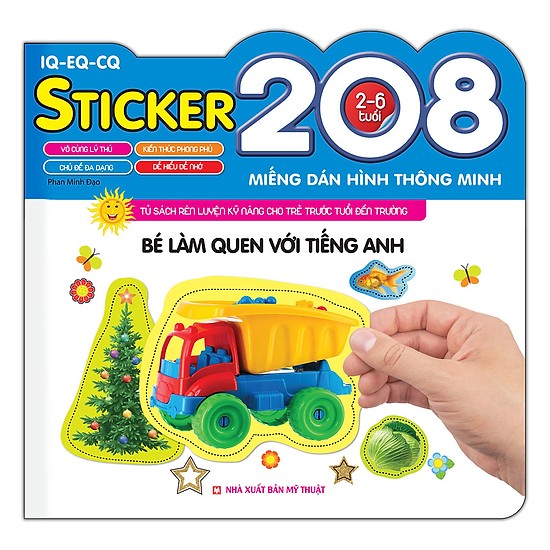 IQ-EQ-CQ
STICKER 208
2-6 tuổi
VÔ CÙNG LÝ THÚ
KIẾN THỨC PHONG PHÚ
CHỦ ĐỀ ĐA DẠNG
DỄ HIỂU DỄ NHỚ
MIẾNG DÁN HÌNH THÔNG MINH
Phan Minh Đạo
TỦ SÁCH RÈN LUYỆN KỸ NĂNG CHO TRẺ TRƯỚC TUỔI ĐẾN TRƯỜNG
BÉ LÀM QUEN VỚI TIẾNG ANH
NHÀ XUẤT BẢN MỸ THUẬT